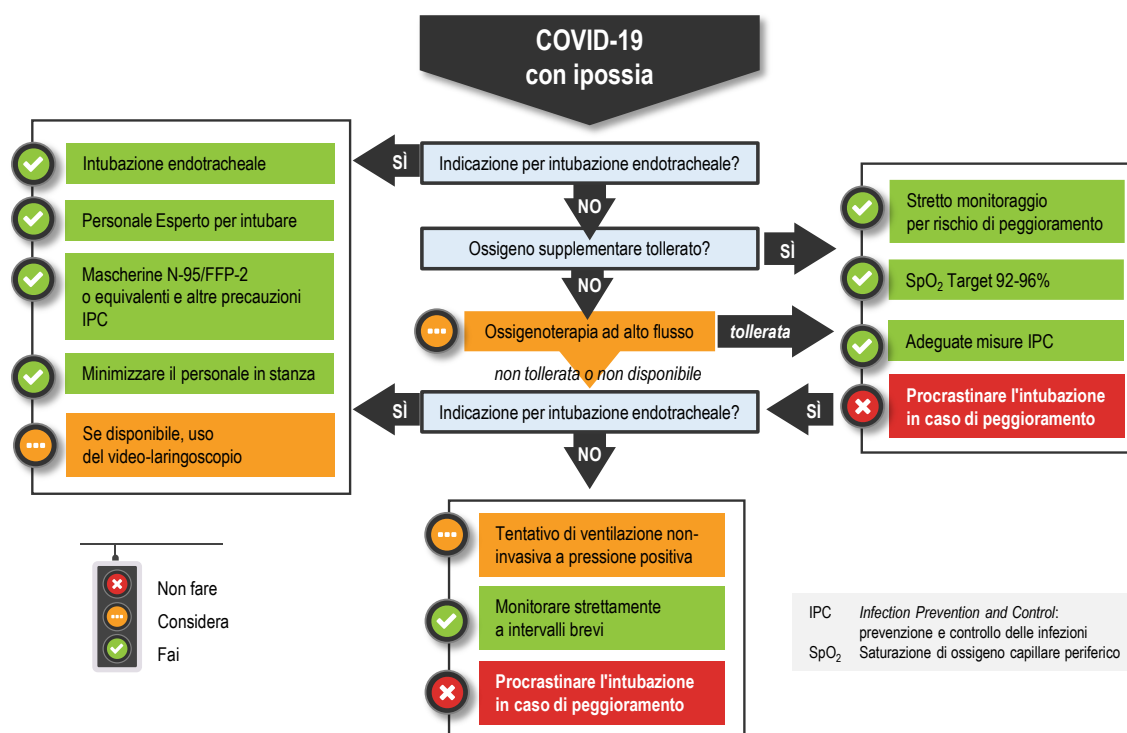 COVID-19
con ipossia
Indicazione per intubazione endotracheale?
SÌ
NO
Intubazione endotracheale
Personale Esperto per intubare
Mascherine N-95/FFP-2
o equivalenti e altre precauzioni
IPC
Minimizzare il personale in stanza
Se disponibile, uso
del video-laringoscopio
Ossigeno supplementare tollerato?
SÌ
NO
Stretto monitoraggio
per rischio di peggioramento
SpO₂ Target 92-96%
Adeguate misure IPC
Procrastinare l'intubazione
in caso di peggioramento
Ossigenoterapia ad alto flusso
tollerata
non tollerata o non disponibile
SÌ
Indicazione per intubazione endotracheale?
SÌ
NO
Tentativo di ventilazione non-
invasiva a pressione positiva
Monitorare strettamente
a intervalli brevi
Procrastinare l'intubazione
in caso di peggioramento
Non fare
Considera
Fai
IPC Infection Prevention and Control:
prevenzione e controllo delle infezioni
SpO₂ Saturazione di ossigeno capillare periferico